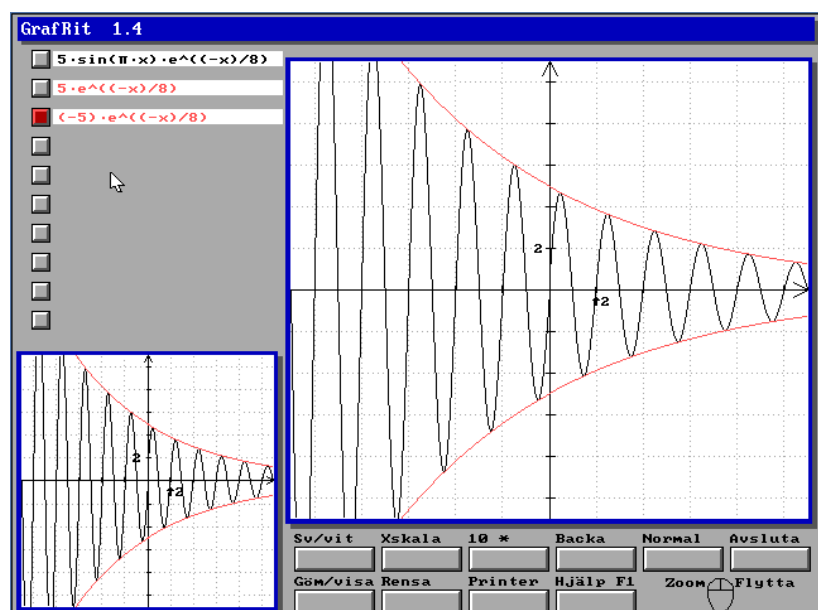 GrafRit 1.4
5·sin(π·x)·e^((-x)/8)
5·e^((-x)/8)
(-5)·e^((-x)/8)
2
2
2
2
Sv/vit Xskala 10 * Backa Normal Avsluta
Göm/visa Rensa Printer Hjälp F1 Zoom Flytta